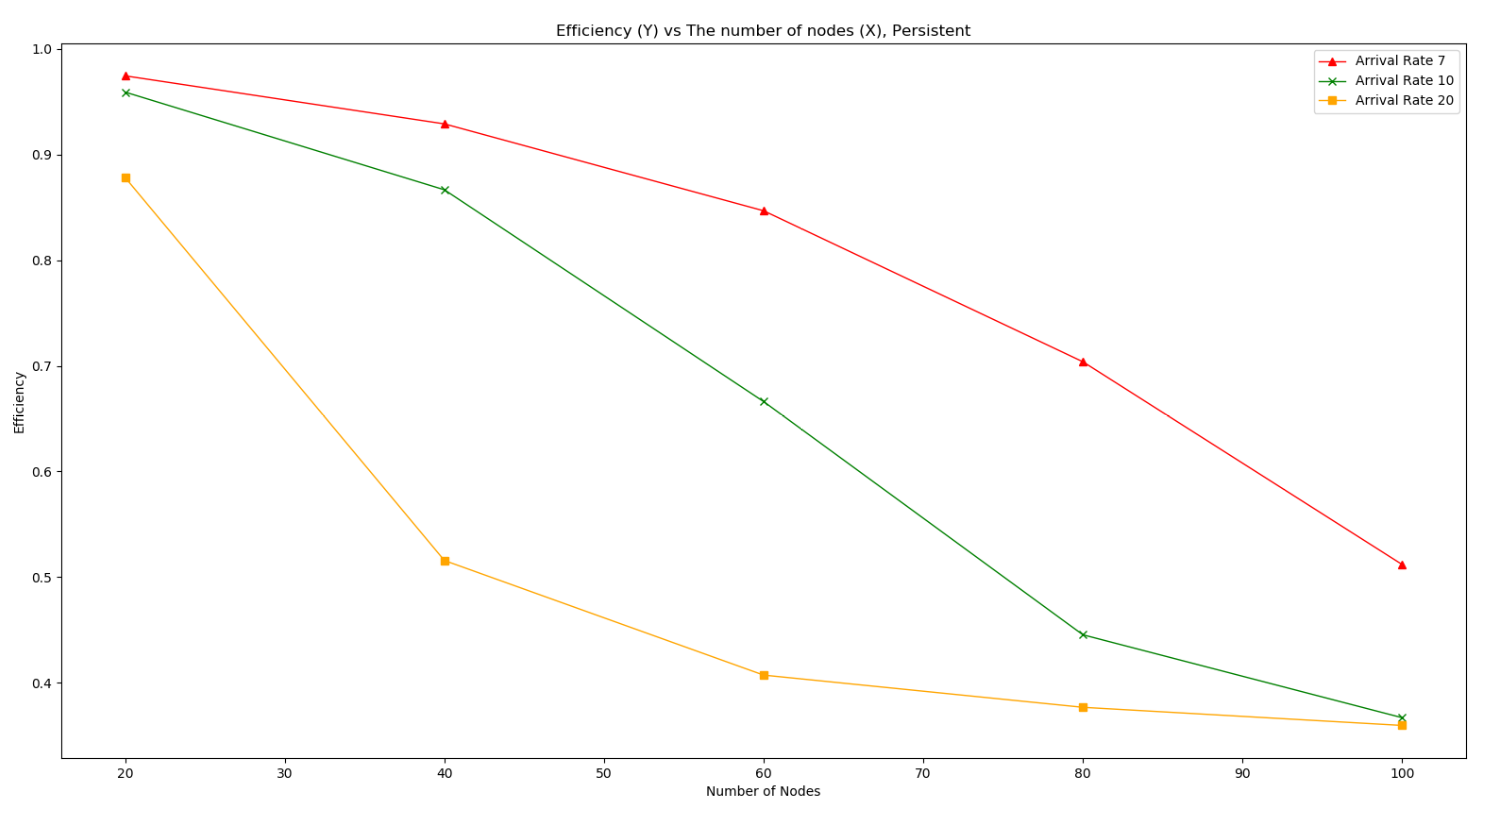 Efficiency (Y) vs The number of nodes (X), Persistent
Arrival Rate 7
Arrival Rate 10
Arrival Rate 20
Efficiency
1.0
0.9
0.8
0.7
0.6
0.5
0.4
20 30 40 50 60 70 80 90 100
Number of Nodes